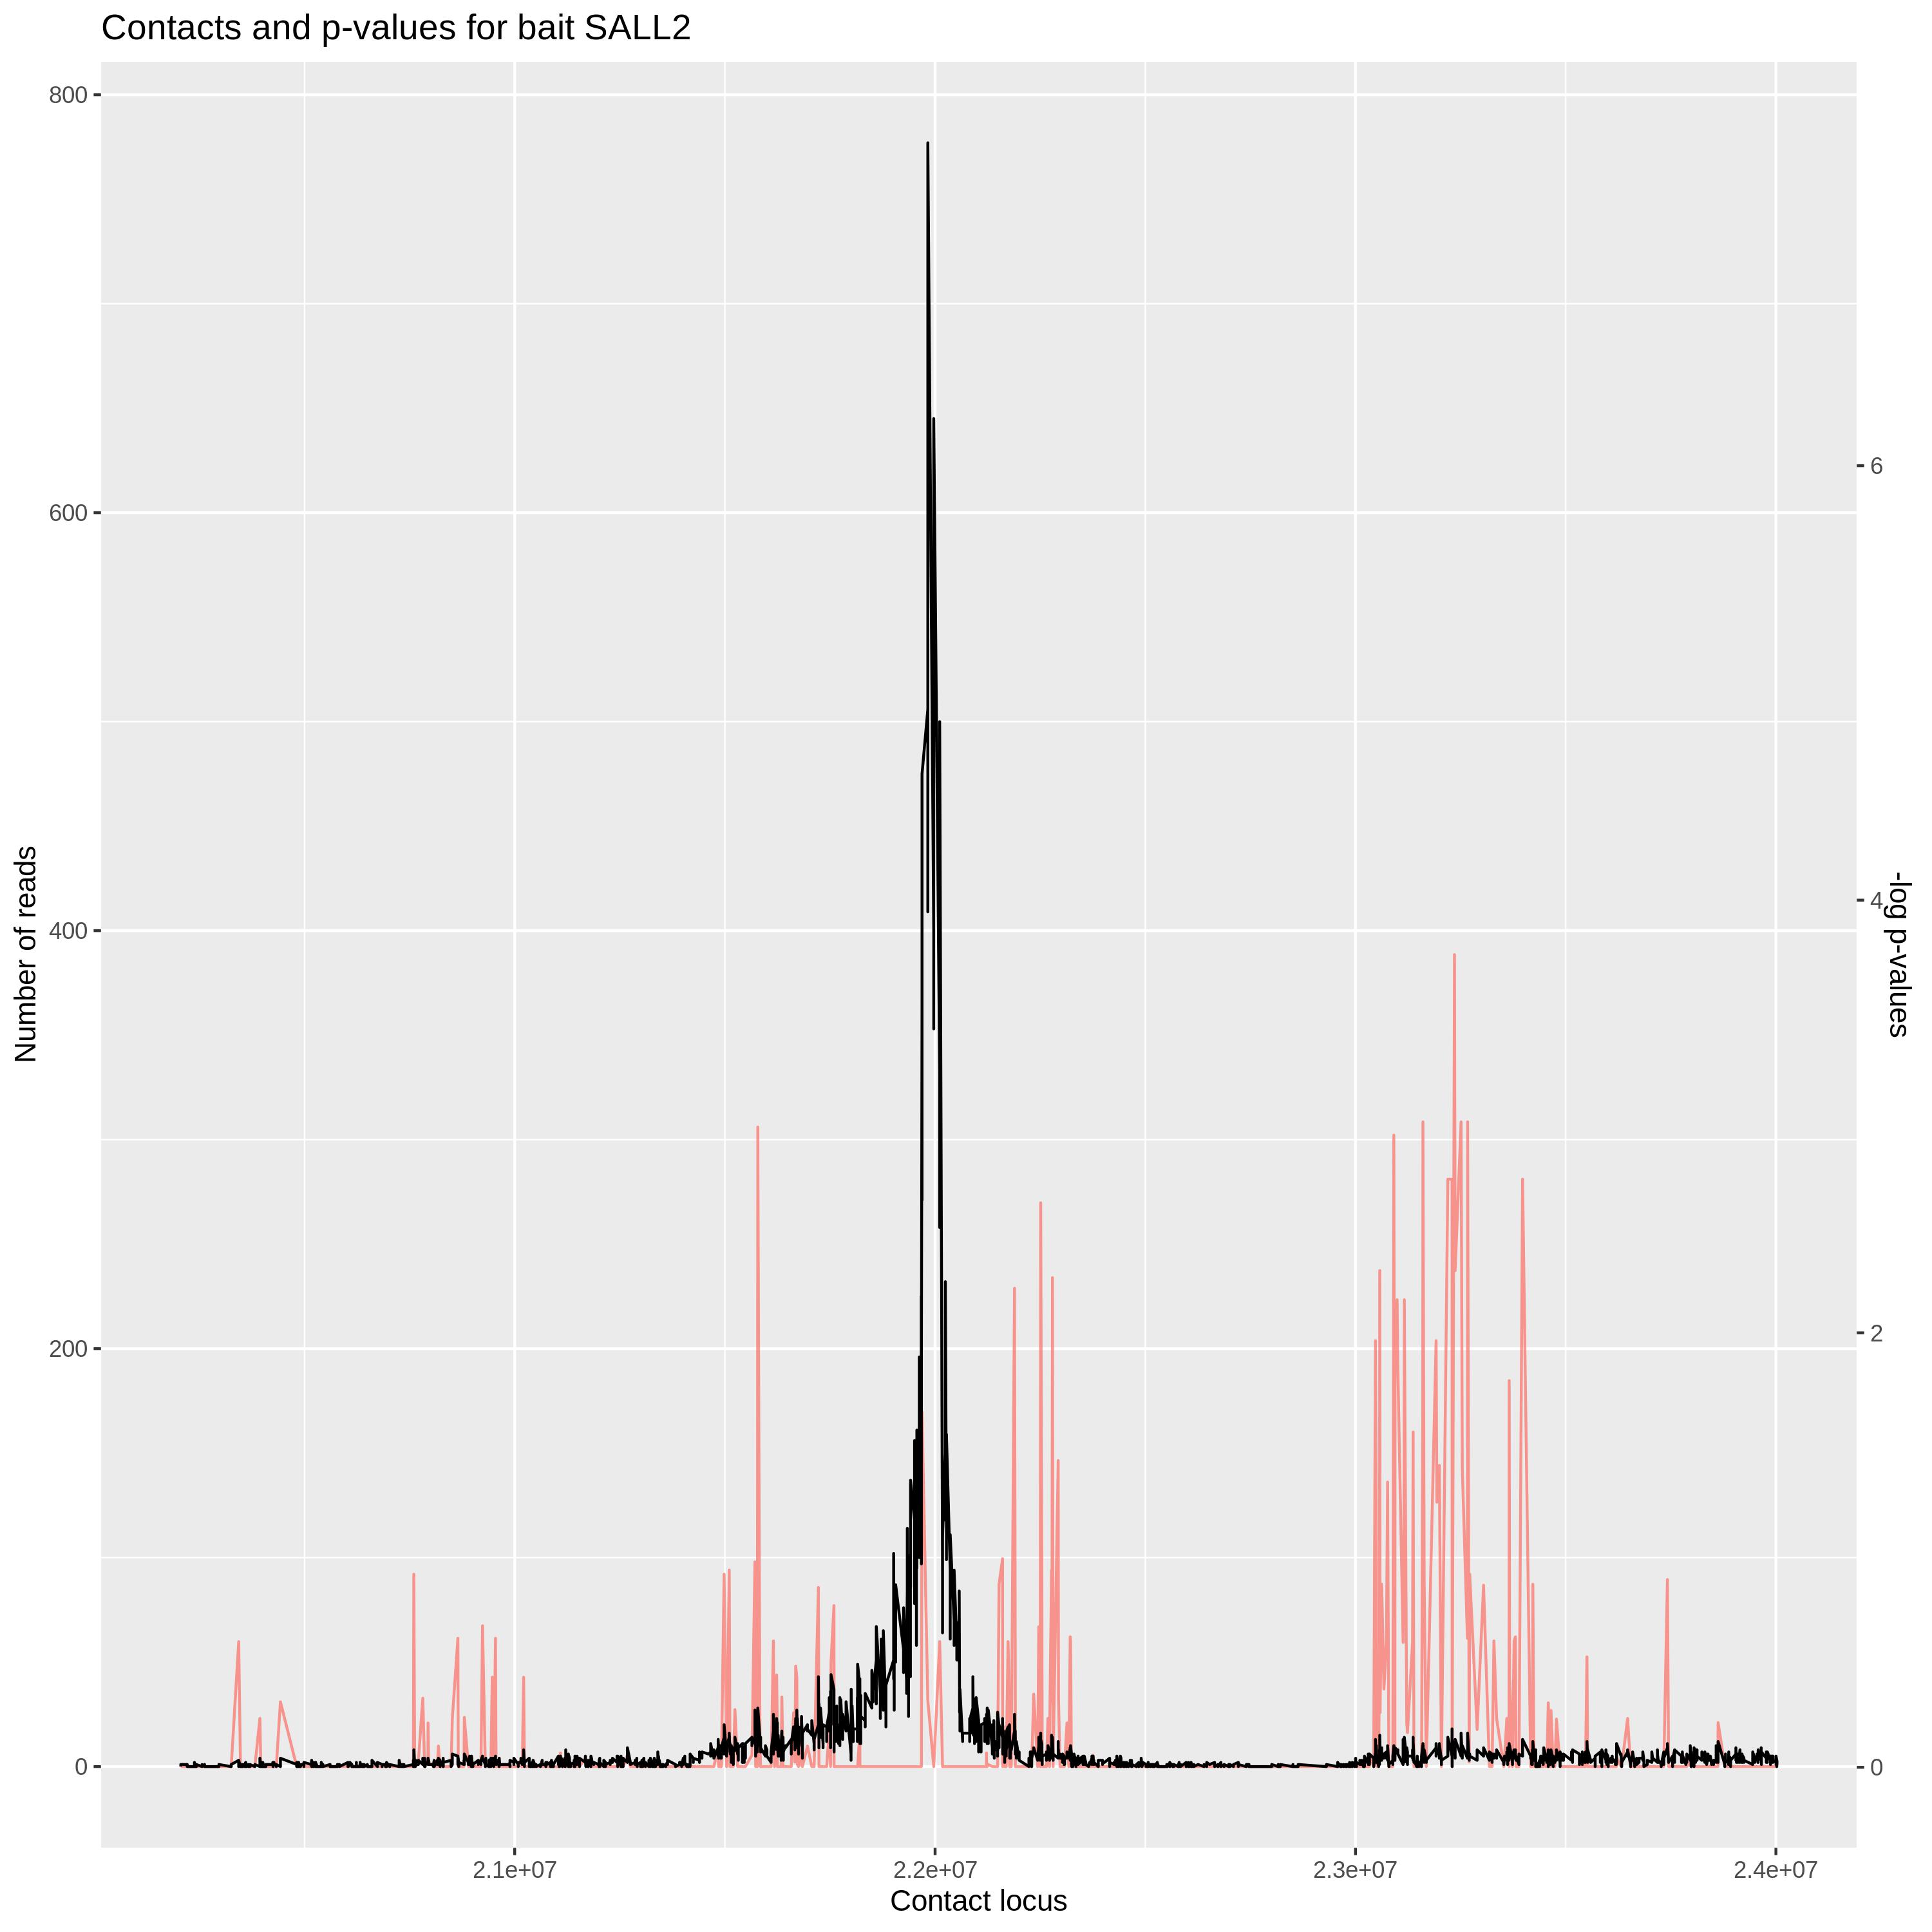 Contacts and p-values for bait SALL2
800
600
400
200
0
Number of reads
6
4
2
0
-log p-values
2.1e+07 2.2e+07 2.3e+07 2.4e+07
Contact locus